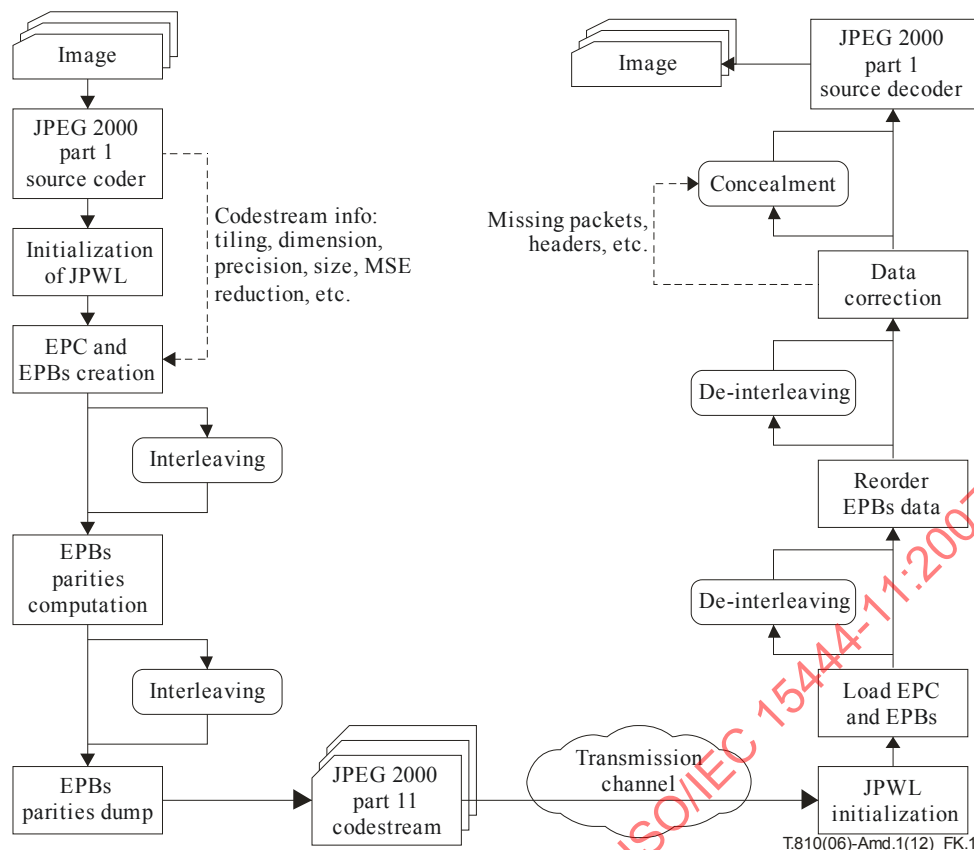 Image
JPEG 2000
part 1
source coder
Initialization
of JPWL
EPC and
EPBs creation
Codestream info:
tiling, dimension,
precision, size, MSE
reduction, etc.
Interleaving
EPBs
parities
computation
Interleaving
EPBs
parities dump
JPEG 2000
part 11
codestream
Transmission
channel
JPWL
initialization
Load EPC
and EPBs
De-interleaving
Reorder
EPBs data
De-interleaving
Data
correction
Missing packets,
headers, etc.
Concealment
JPEG 2000
part 1
source decoder
Image
T.810(06)-Amd.1(12)_FK.1
ISO/IEC 15444-11:2007